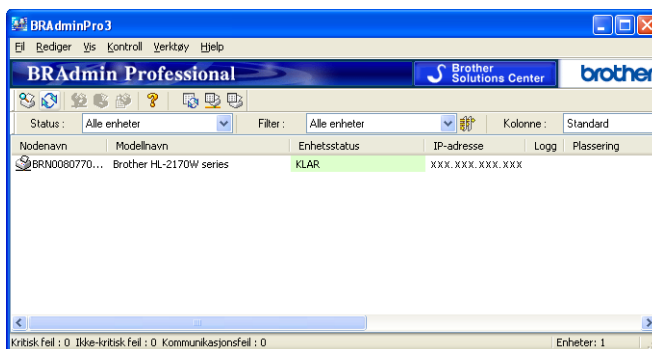 BRAdminPro3
Fil Rediger Vis Kontroll Verktøy Hjelp
BRAdmin Professional Brother Solutions Center brother
Status : Alle enheter Filter : Alle enheter Kolonne : Standard
Nodenavn Modellnavn Enhetsstatus IP-adresse Logg Plassering
BRN0080770... Brother HL-2170W series KLAR XXX.XXX.XXX.XXX
Kritisk feil : 0 Ikke-kritisk feil : 0 Kommunikasjonsfeil : 0 Enheter: 1